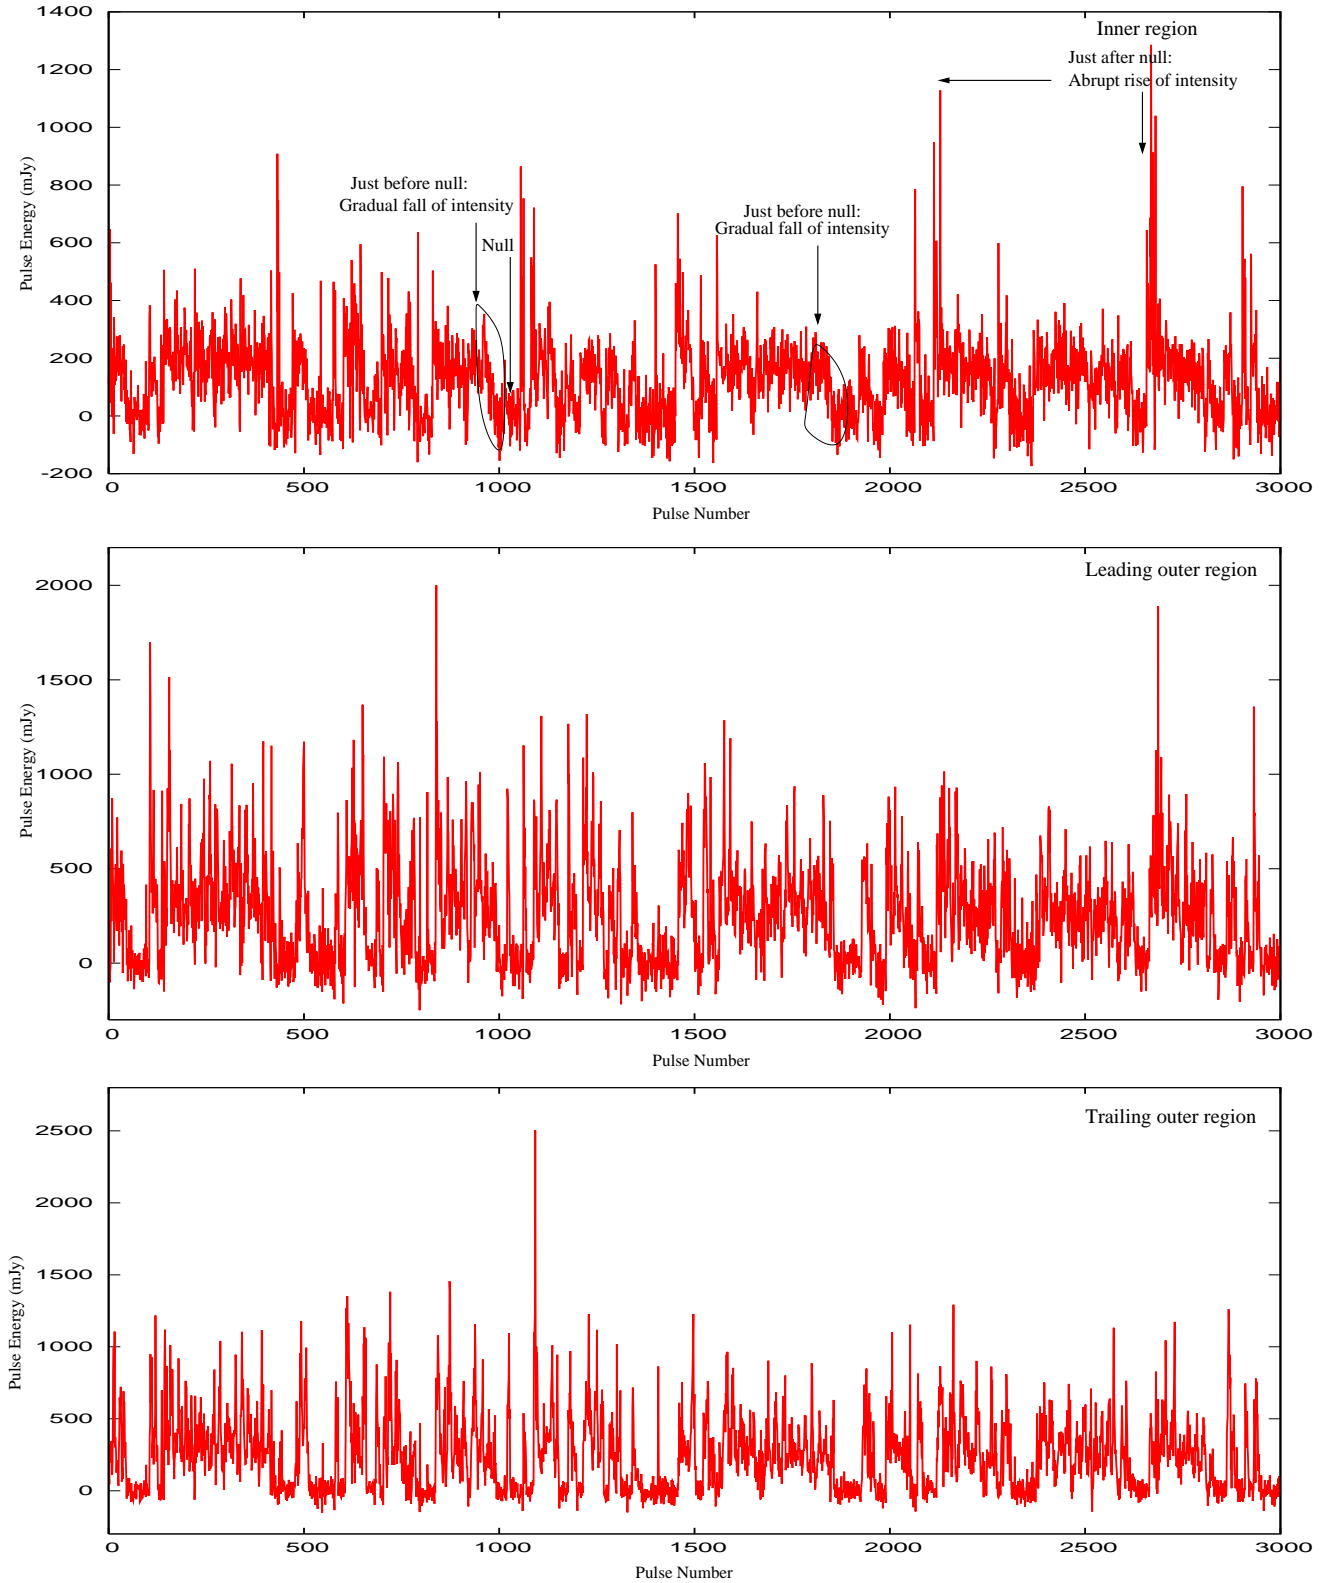 1400
1200
1000
800
600
400
200
0
-200
Pulse Energy (mJy)
Inner region
Just after null:
Abrupt rise of intensity
Just before null:
Gradual fall of intensity
Null
Just before null:
Gradual fall of intensity
0 500 1000 1500 2000 2500 3000
Pulse Number
2000
1500
1000
500
0
Pulse Energy (mJy)
Leading outer region
0 500 1000 1500 2000 2500 3000
Pulse Number
2500
2000
1500
1000
500
0
Pulse Energy (mJy)
Trailing outer region
0 500 1000 1500 2000 2500 3000
Pulse Number